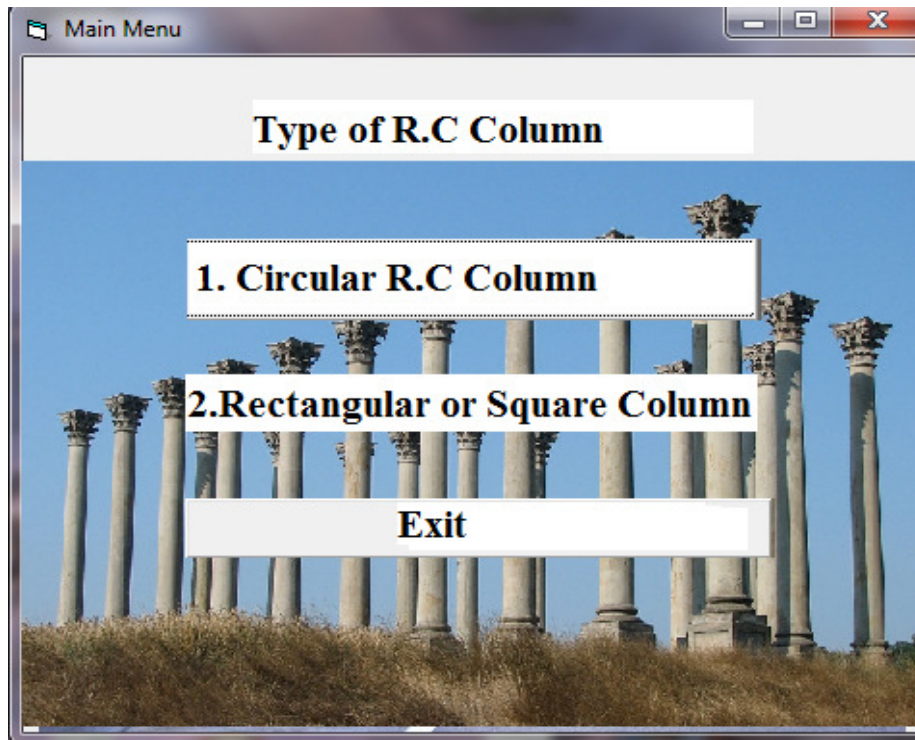 Main Menu
Type of R.C Column
1. Circular R.C Column
2.Rectangular or Square Column
Exit